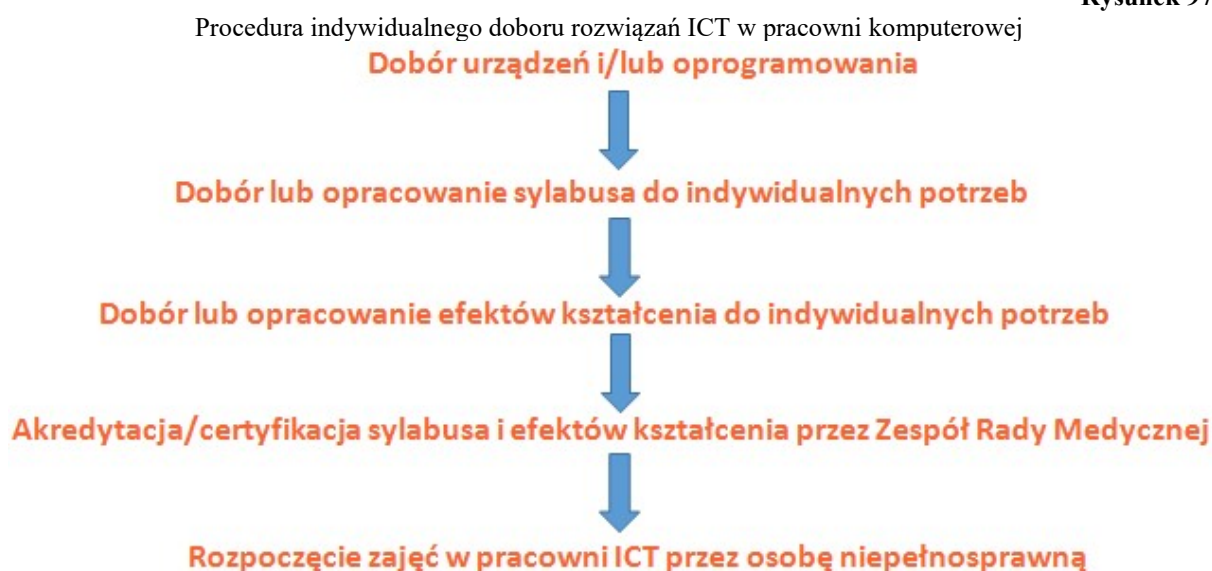 Rysunek 97
Procedura indywidualnego doboru rozwiązań ICT w pracowni komputerowej
Dobór urządzeń i/lub oprogramowania
Dobór lub opracowanie sylabusa do indywidualnych potrzeb
Dobór lub opracowanie efektów kształcenia do indywidualnych potrzeb
Akredytacja/certyfikacja sylabusa i efektów kształcenia przez Zespół Rady Medycznej
Rozpoczęcie zajęć w pracowni ICT przez osobę niepełnosprawną